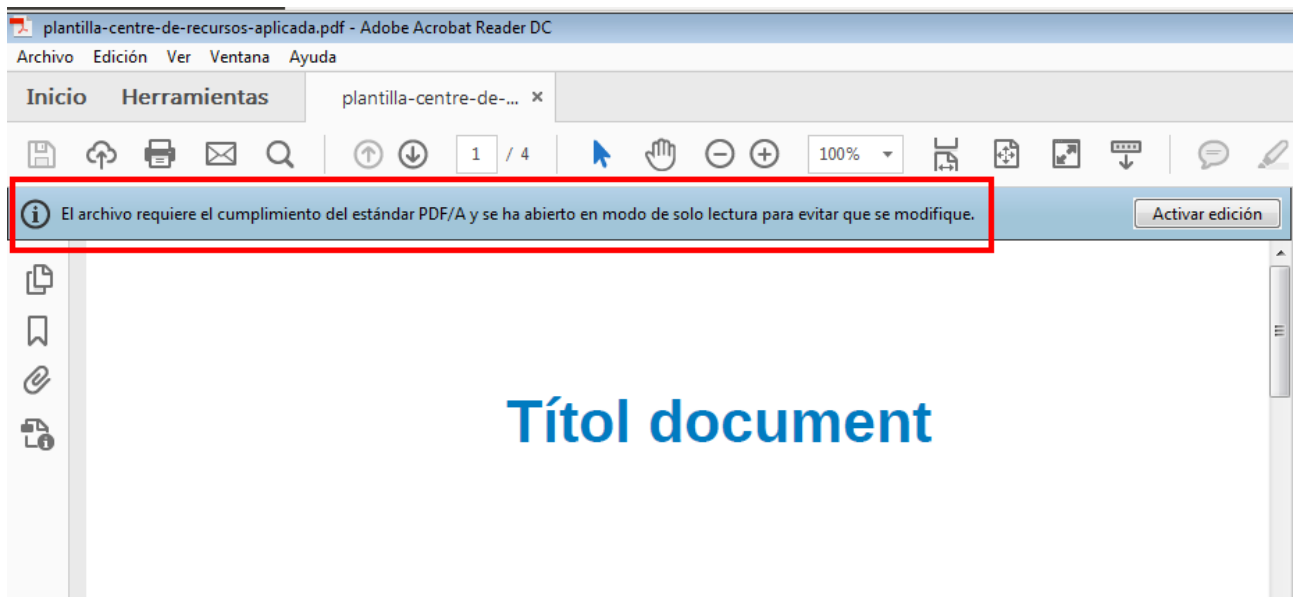 plantilla-centre-de-recursos-aplicada.pdf - Adobe Acrobat Reader DC
Archivo Edición Ver Ventana Ayuda
Inicio Herramientas plantilla-centre-de-... ×
1 / 4 100%
El archivo requiere el cumplimiento del estándar PDF/A y se ha abierto en modo de solo lectura para evitar que se modifique. Activar edición
Títol document